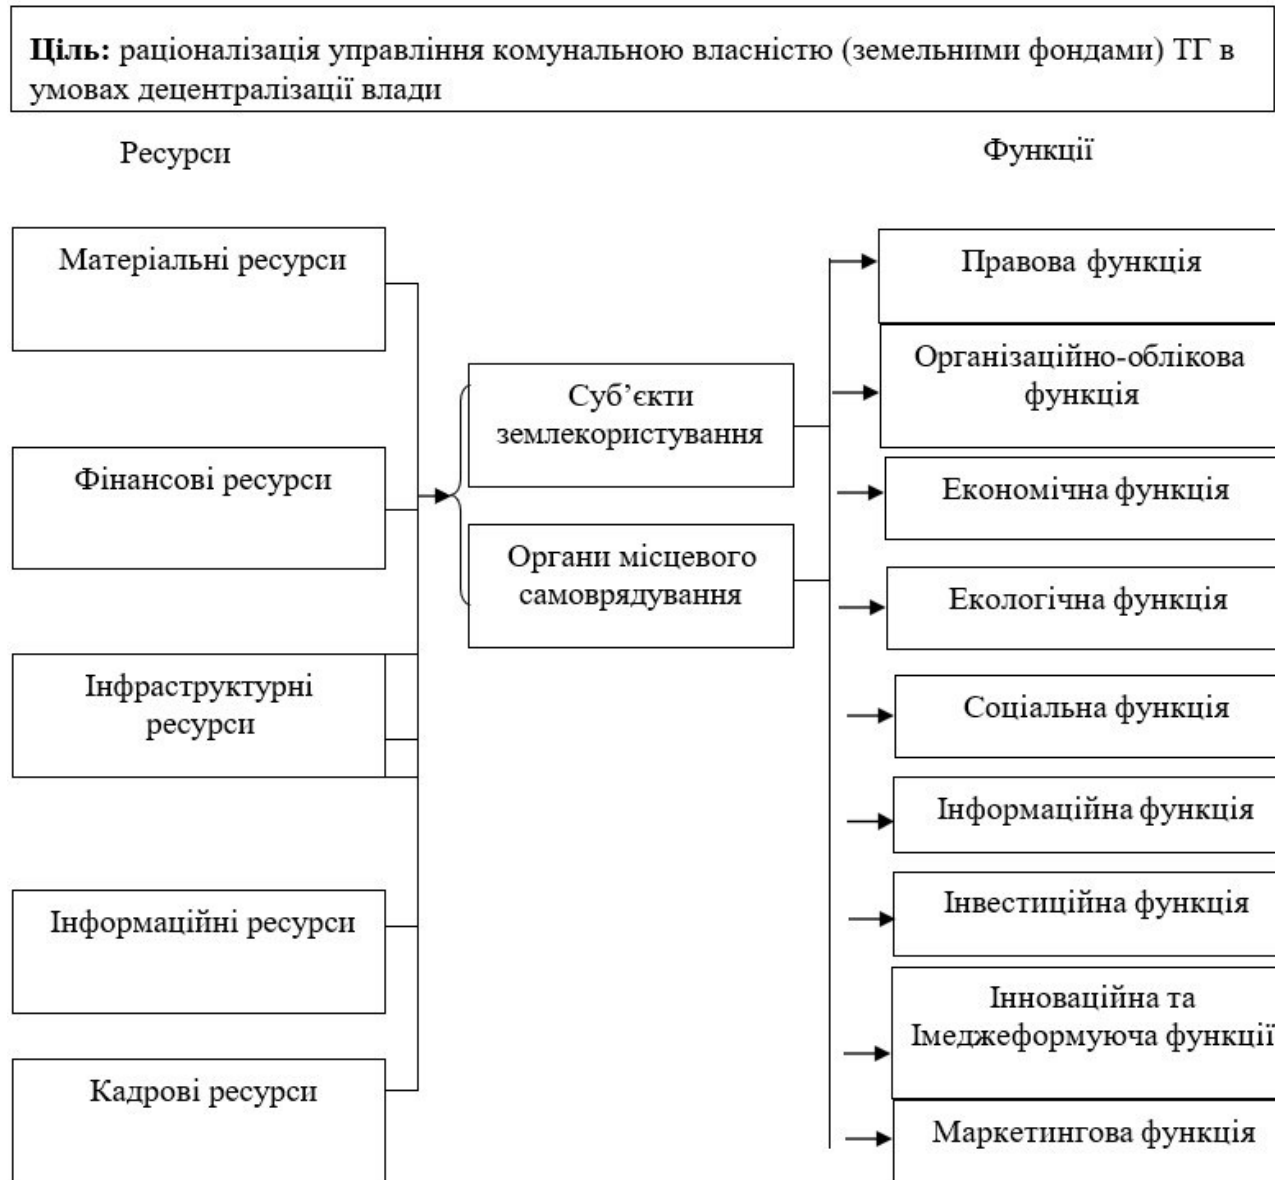 Ціль: раціоналізація управління комунальною власністю (земельними фондами) ТГ в
умовах децентралізації влади
Ресурси
Функції
Матеріальні ресурси
Фінансові ресурси
Інфраструктурні
ресурси
Інформаційні ресурси
Кадрові ресурси
Суб’єкти
землекористування
Органи місцевого
самоврядування
Правова функція
Організаційно-облікова
функція
Економічна функція
Екологічна функція
Соціальна функція
Інформаційна функція
Інвестиційна функція
Інноваційна та
Імеджеформуюча функції
Маркетингова функція